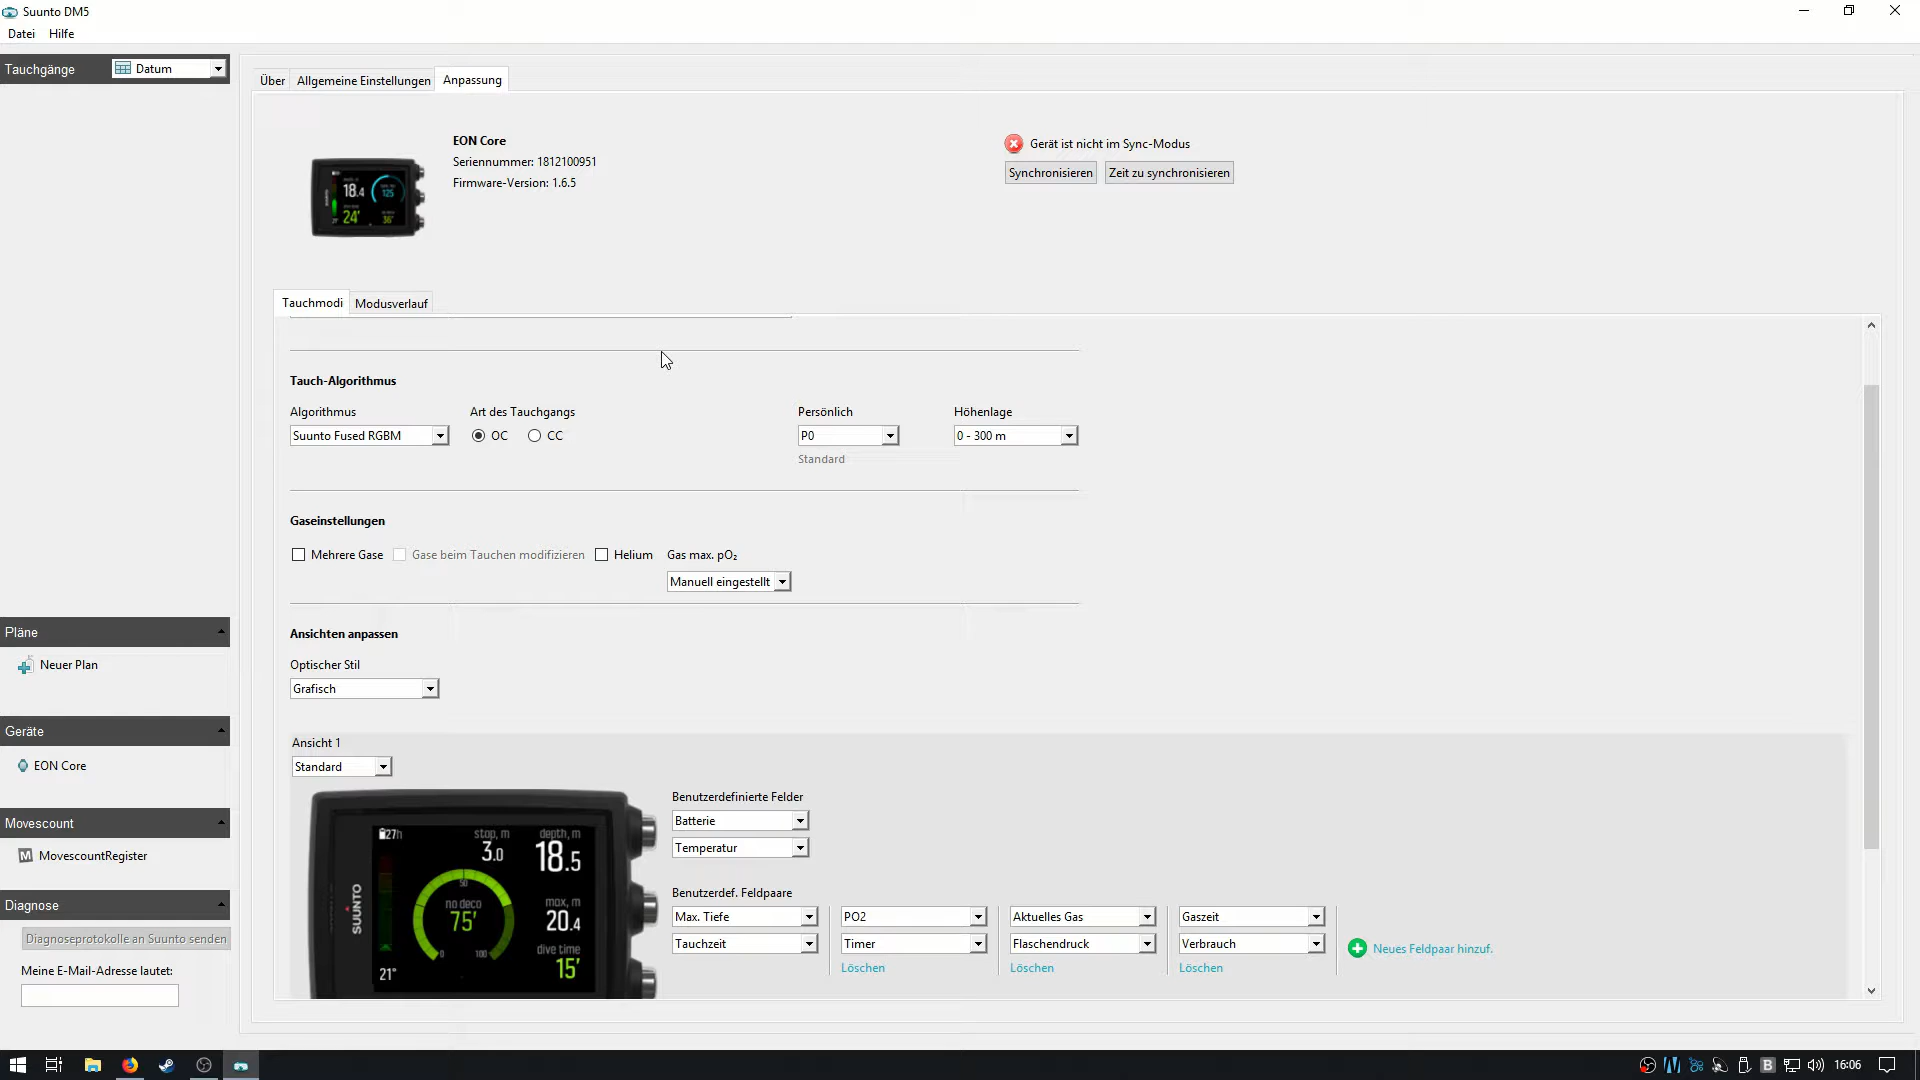 Suunto DM5
Datei Hilfe
Tauchgänge Datum
Über Allgemeine Einstellungen Anpassung
EON Core
Seriennummer: 1812100951
Firmware-Version: 1.6.5
Gerät ist nicht im Sync-Modus
Synchronisieren Zeit zu synchronisieren
Tauchmodi Modusverlauf
Tauch-Algorithmus
Algorithmus Art des Tauchgangs Persönlich Höhenlage
Suunto Fused RGBM OC CC P0 0 - 300 m
Standard
Gaseinstellungen
Mehrere Gase Gase beim Tauchen modifizieren Helium Gas max. pO₂
Manuell eingestellt
Ansichten anpassen
Optischer Stil
Grafisch
Ansicht 1
Standard
27h stop, m depth, m
3.0 18.5
50
no deco
75'
0 100
max, m
20.4
dive time
15'
21°
SUUNTO
Benutzerdefinierte Felder
Batterie
Temperatur
Benutzerdef. Feldpaare
Max. Tiefe PO2 Aktuelles Gas Gaszeit
Tauchzeit Timer Flaschendruck Verbrauch
Löschen Löschen Löschen
Neues Feldpaar hinzuf.
Pläne
Neuer Plan
Geräte
EON Core
Movescount
MovescountRegister
Diagnose
Diagnoseprotokolle an Suunto senden
Meine E-Mail-Adresse lautet:
16:06